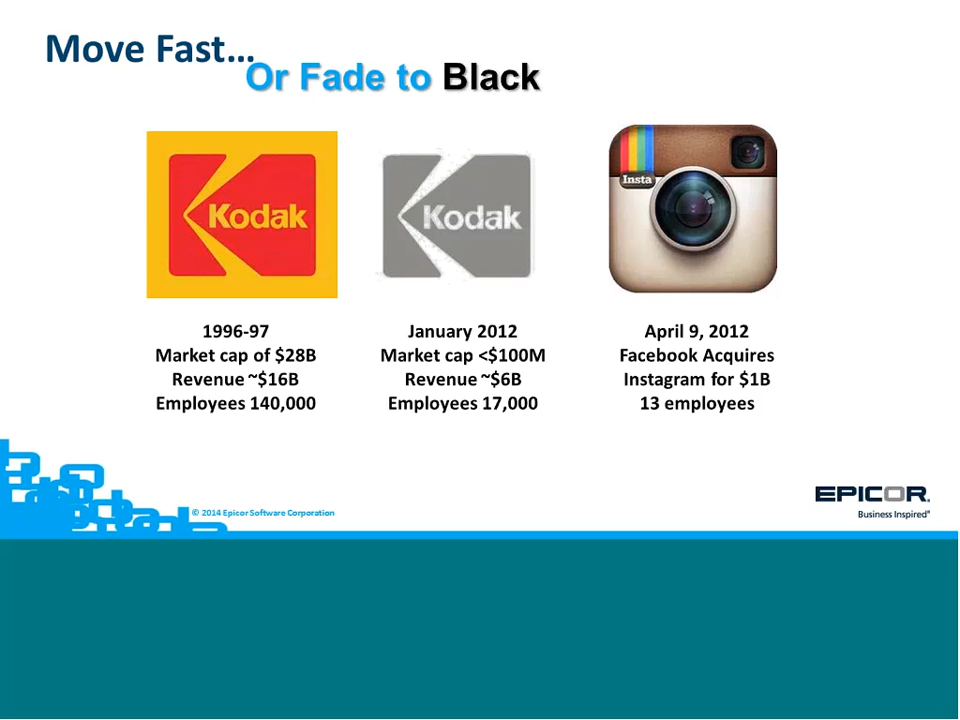 Move Fast...
Or Fade to Black
Kodak
Kodak
Insta
1996-97
Market cap of $28B
Revenue ~$16B
Employees 140,000
January 2012
Market cap <$100M
Revenue ~$6B
Employees 17,000
April 9, 2012
Facebook Acquires
Instagram for $1B
13 employees
© 2014 Epicor Software Corporation
EPICOR®
Business Inspired®